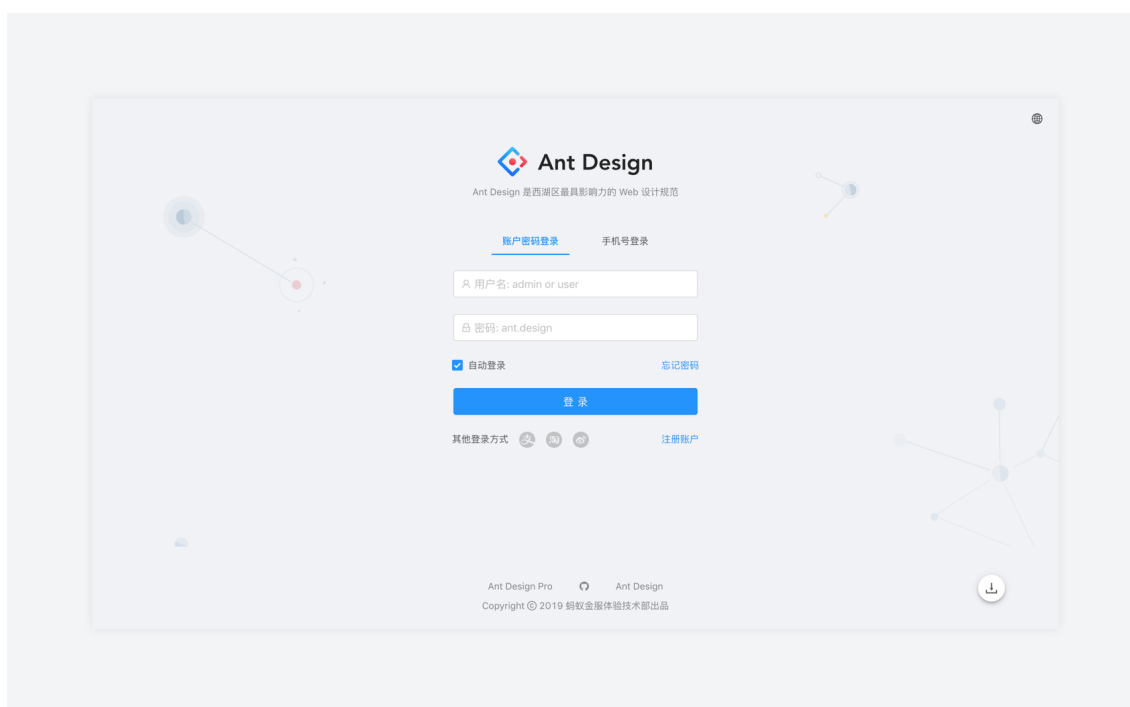 Ant Design
Ant Design 是西湖区最具影响力的 Web 设计规范
账户密码登录 手机号登录
用户名: admin or user
密码: ant.design
自动登录 忘记密码
登 录
其他登录方式 支 淘 注册账户
Ant Design Pro Ant Design
Copyright © 2019 蚂蚁金服体验技术部出品